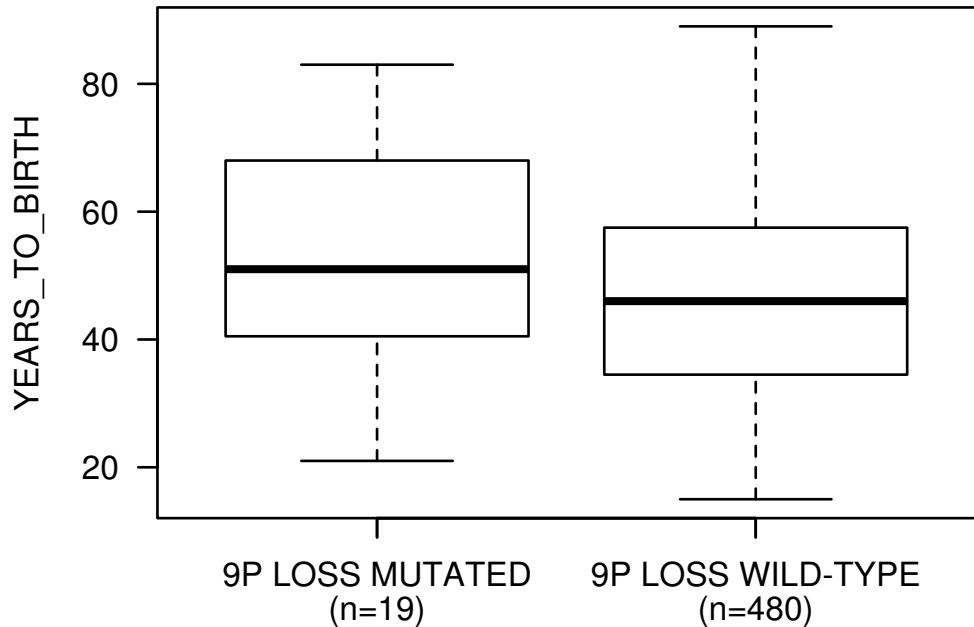 YEARS_TO_BIRTH
80
60
40
20
9P LOSS MUTATED
(n=19)
9P LOSS WILD-TYPE
(n=480)